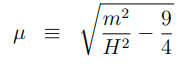 μ ≡ √(m²/H² − 9/4)